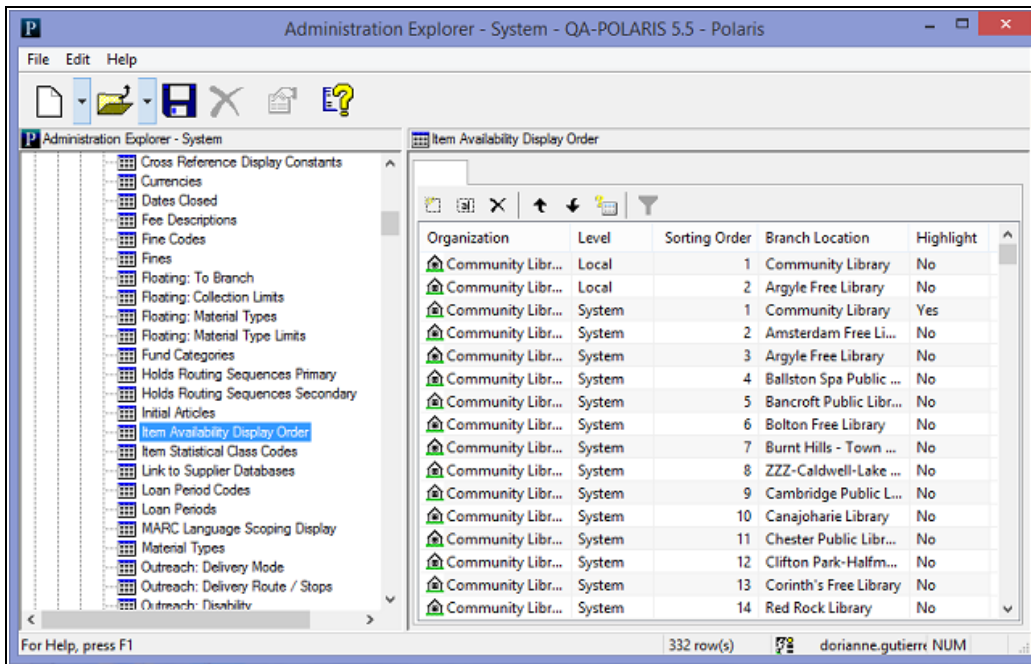 Administration Explorer - System - QA-POLARIS 5.5 - Polaris
File Edit Help
Administration Explorer - System
Cross Reference Display Constants
Currencies
Dates Closed
Fee Descriptions
Fine Codes
Fines
Floating: To Branch
Floating: Collection Limits
Floating: Material Types
Floating: Material Type Limits
Fund Categories
Holds Routing Sequences Primary
Holds Routing Sequences Secondary
Initial Articles
Item Availability Display Order
Item Statistical Class Codes
Link to Supplier Databases
Loan Period Codes
Loan Periods
MARC Language Scoping Display
Material Types
Outreach: Delivery Mode
Outreach: Delivery Route / Stops
Outreach: Disability
Item Availability Display Order
Organization Level Sorting Order Branch Location Highlight
Community Libr... Local 1 Community Library No
Community Libr... Local 2 Argyle Free Library No
Community Libr... System 1 Community Library Yes
Community Libr... System 2 Amsterdam Free Li... No
Community Libr... System 3 Argyle Free Library No
Community Libr... System 4 Ballston Spa Public ... No
Community Libr... System 5 Bancroft Public Libr... No
Community Libr... System 6 Bolton Free Library No
Community Libr... System 7 Burnt Hills - Town ... No
Community Libr... System 8 ZZZ-Caldwell-Lake ... No
Community Libr... System 9 Cambridge Public L... No
Community Libr... System 10 Canajoharie Library No
Community Libr... System 11 Chester Public Libr... No
Community Libr... System 12 Clifton Park-Halfm... No
Community Libr... System 13 Corinth's Free Library No
Community Libr... System 14 Red Rock Library No
For Help, press F1 332 row(s) dorianne.gutierr NUM